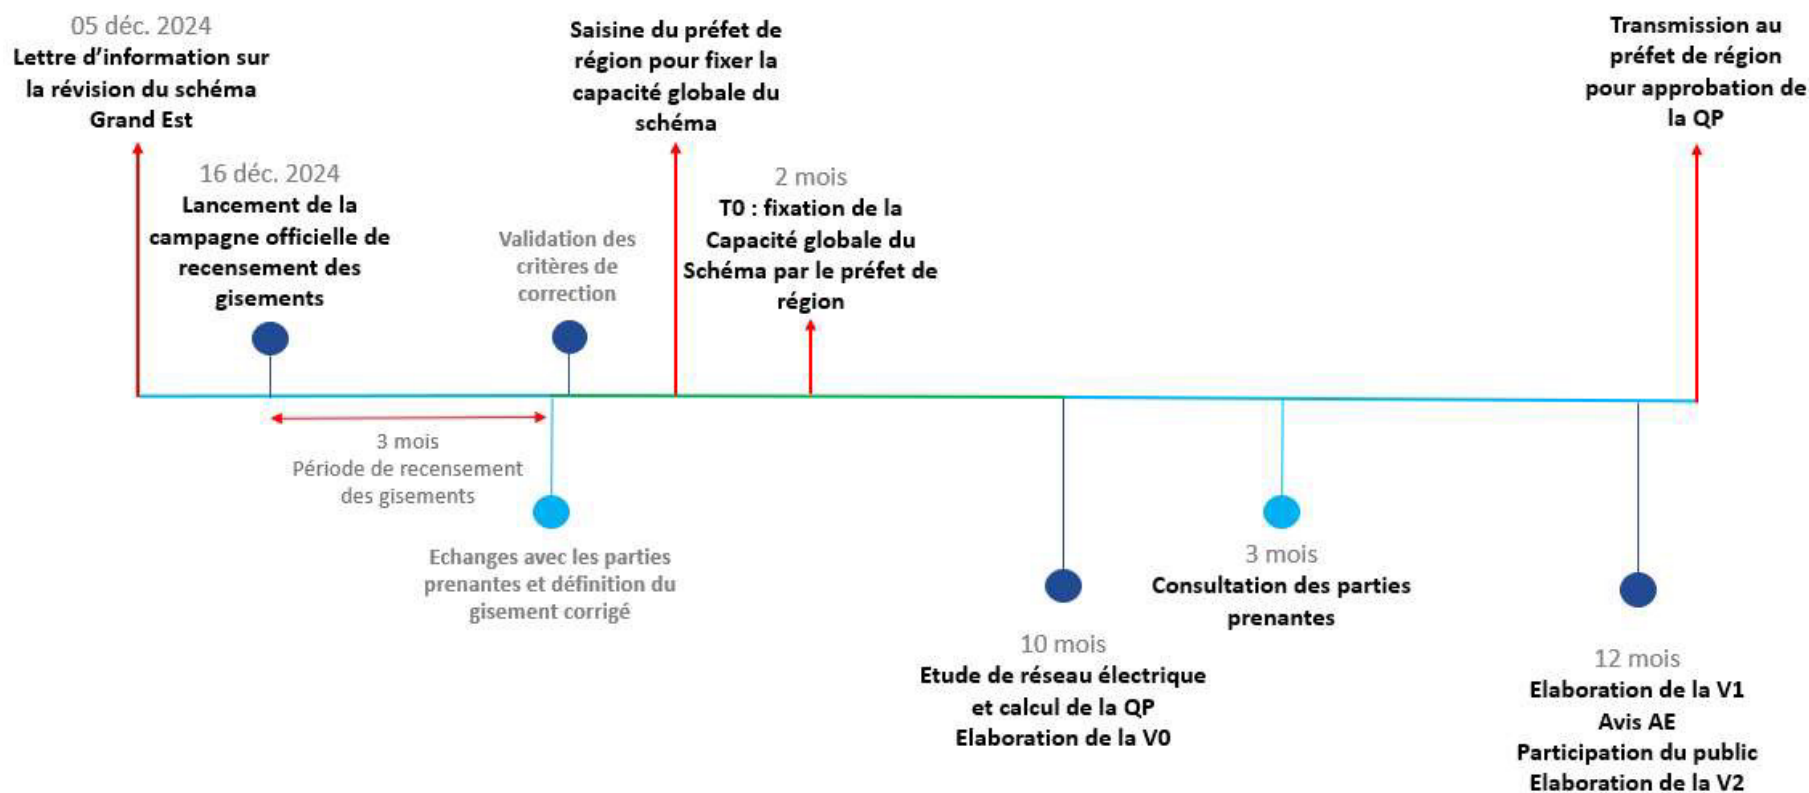 05 déc. 2024
Lettre d’information sur
la révision du schéma
Grand Est
16 déc. 2024
Lancement de la
campagne officielle de
recensement des
gisements
Validation des
critères de
correction
Saisine du préfet de
région pour fixer la
capacité globale du
schéma
2 mois
T0 : fixation de la
Capacité globale du
Schéma par le préfet de
région
Transmission au
préfet de région
pour approbation de
la QP
3 mois
Période de recensement
des gisements
Echanges avec les parties
prenantes et définition du
gisement corrigé
10 mois
Etude de réseau électrique
et calcul de la QP
Elaboration de la V0
3 mois
Consultation des parties
prenantes
12 mois
Elaboration de la V1
Avis AE
Participation du public
Elaboration de la V2